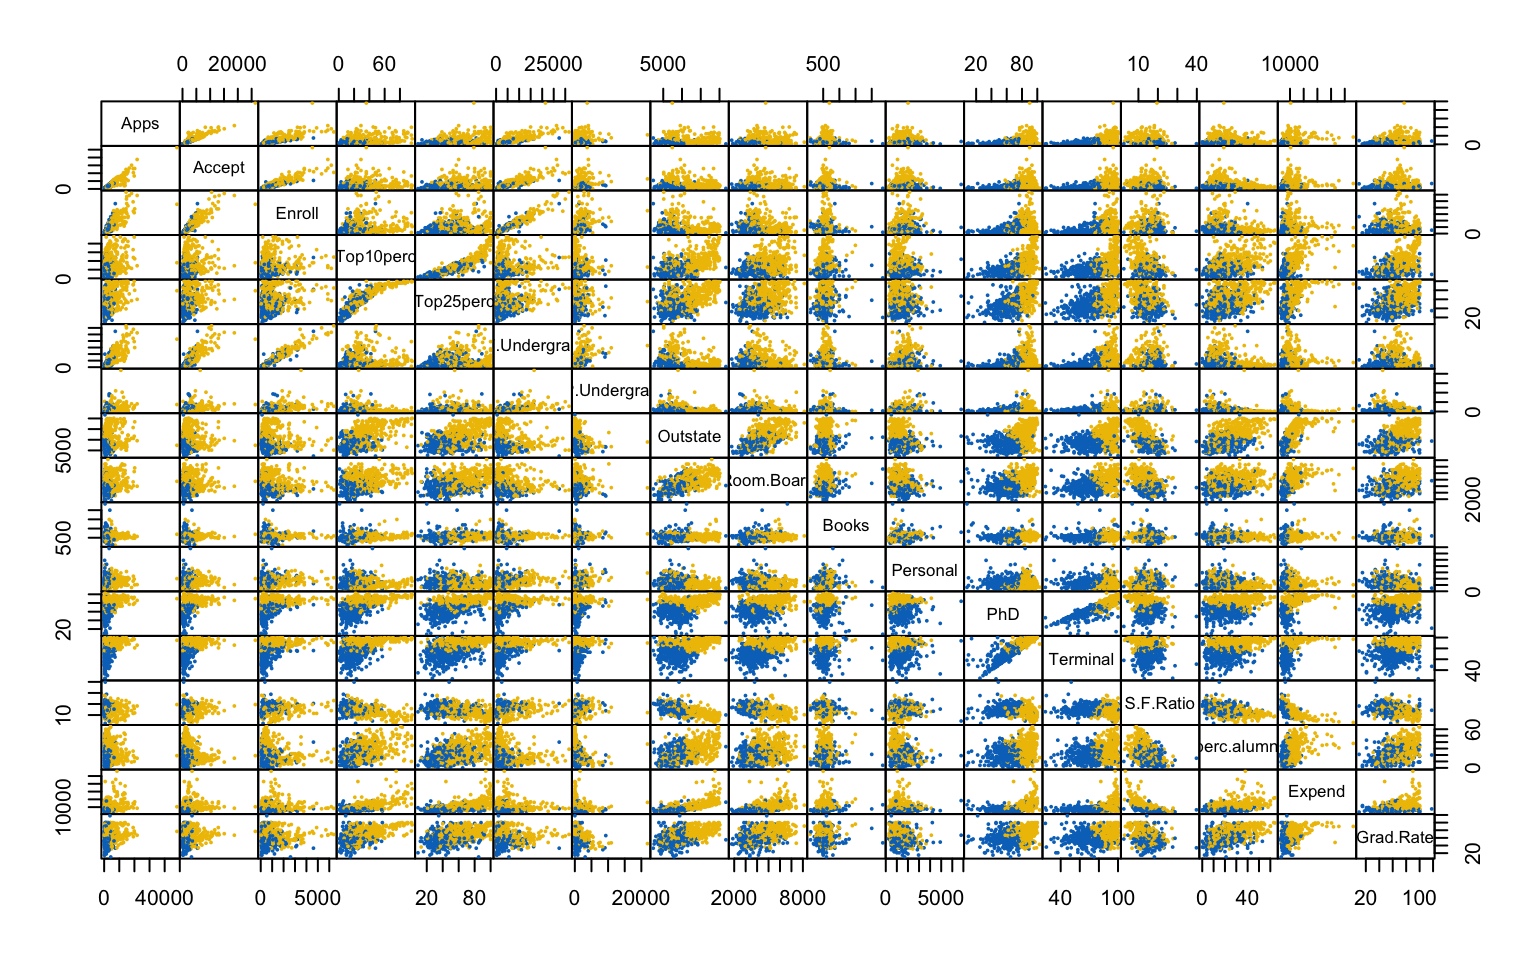 0 20000 0 60 0 25000 5000 500 20 80 10 40 10000
Apps
0
Accept
0
Enroll
0
Top10perc
0
Top25perc
20
.Undergra
0
.Undergra
0
Outstate
5000
Room.Boar
2000
Books
500
Personal
0
PhD
20
Terminal
40
S.F.Ratio
10
perc.alumn
0 60
Expend
10000
Grad.Rate
20
0 40000 0 5000 20 80 0 20000 2000 8000 0 5000 40 100 0 40 20 100